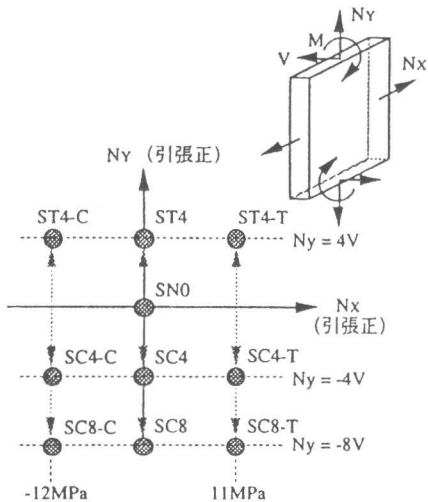 NY
M
V
NX
NY (引張正)
ST4-C ST4 ST4-T
Ny = 4V
SN0
NX
(引張正)
SC4-C SC4 SC4-T
Ny = -4V
SC8-C SC8 SC8-T
Ny = -8V
-12MPa 11MPa